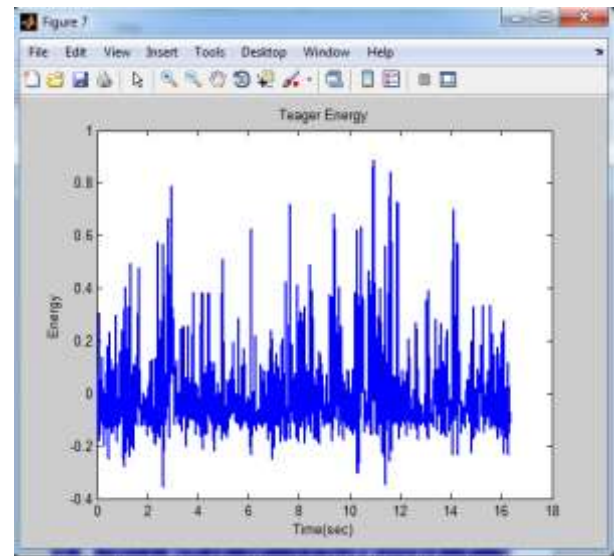 Figure 7
File Edit View Insert Tools Desktop Window Help
Teager Energy
1
0.8
0.6
0.4
0.2
0
-0.2
-0.4
Energy
0 2 4 6 8 10 12 14 16 18
Time(sec)